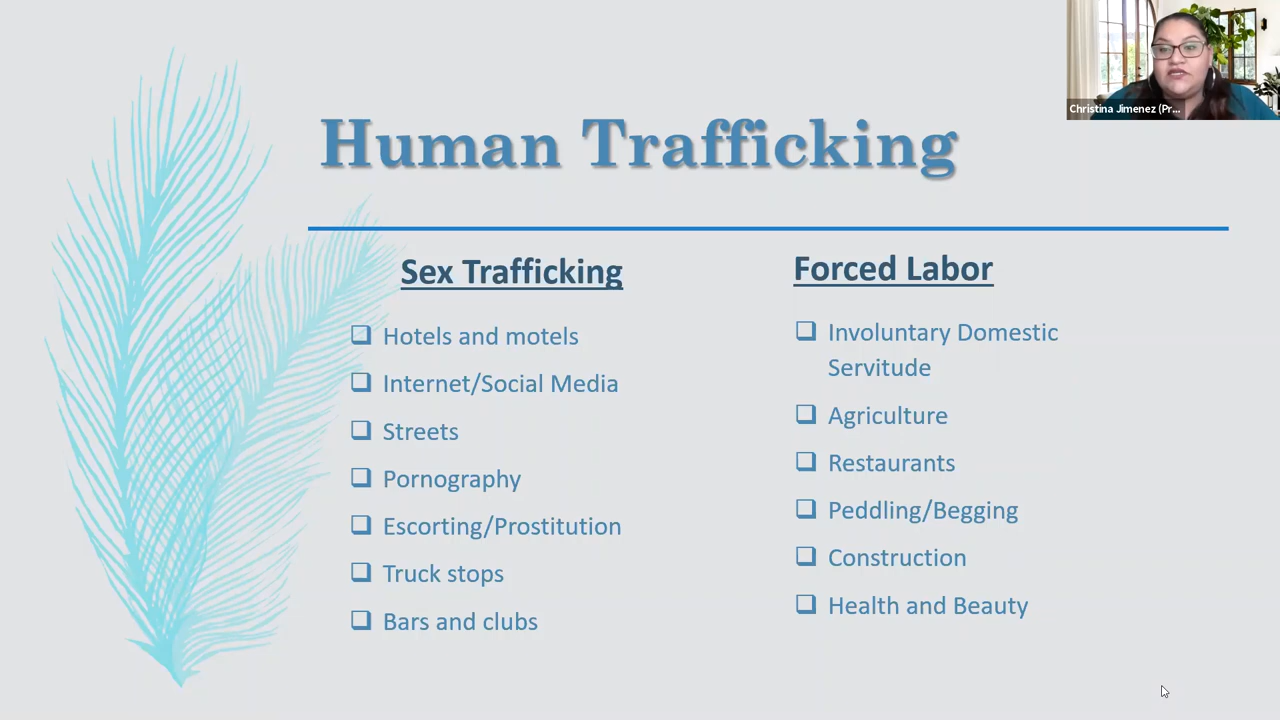 Christina Jimenez (Pr...
Human Trafficking
Sex Trafficking
Hotels and motels
Internet/Social Media
Streets
Pornography
Escorting/Prostitution
Truck stops
Bars and clubs
Forced Labor
Involuntary Domestic
Servitude
Agriculture
Restaurants
Peddling/Begging
Construction
Health and Beauty